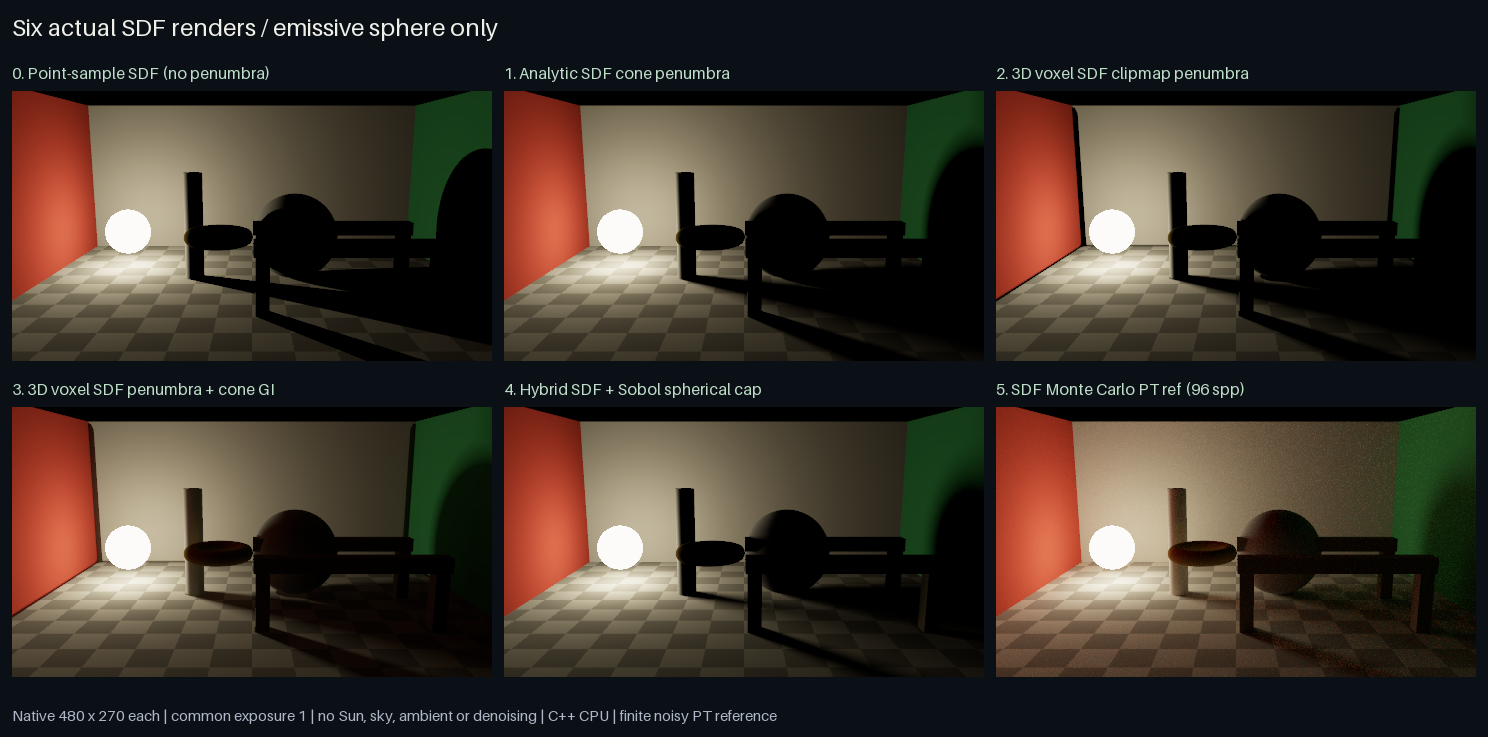 Six actual SDF renders / emissive sphere only
0. Point-sample SDF (no penumbra)
1. Analytic SDF cone penumbra
2. 3D voxel SDF clipmap penumbra
3. 3D voxel SDF penumbra + cone GI
4. Hybrid SDF + Sobol spherical cap
5. SDF Monte Carlo PT ref (96 spp)
Native 480 x 270 each | common exposure 1 | no Sun, sky, ambient or denoising | C++ CPU | finite noisy PT reference